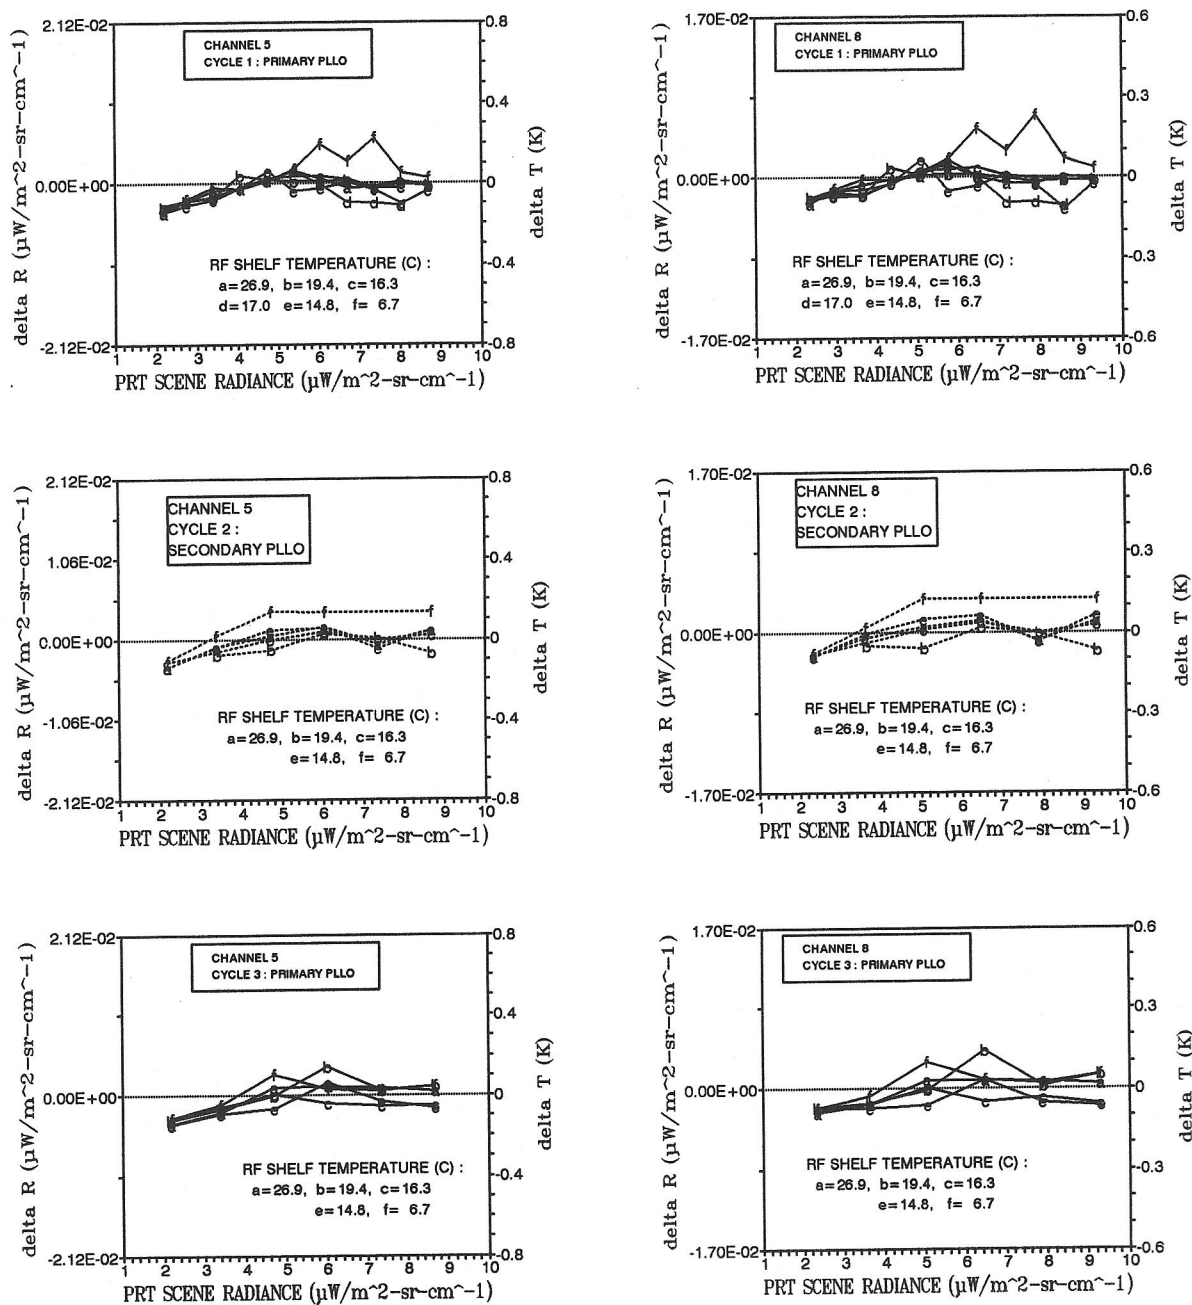 2.12E-02
0.00E+00
-2.12E-02
delta R (µW/m^2-sr-cm^-1)
CHANNEL 5
CYCLE 1 : PRIMARY PLLO
RF SHELF TEMPERATURE (C) :
a=26.9, b=19.4, c=16.3
d=17.0 e=14.8, f= 6.7
0.8
0.4
0
-0.4
-0.8
delta T (K)
1 2 3 4 5 6 7 8 9 10
PRT SCENE RADIANCE (µW/m^2-sr-cm^-1)
1.70E-02
0.00E+00
-1.70E-02
delta R (µW/m^2-sr-cm^-1)
CHANNEL 8
CYCLE 1 : PRIMARY PLLO
RF SHELF TEMPERATURE (C) :
a=26.9, b=19.4, c=16.3
d=17.0 e=14.8, f= 6.7
0.6
0.3
0
-0.3
-0.6
delta T (K)
1 2 3 4 5 6 7 8 9 10
PRT SCENE RADIANCE (µW/m^2-sr-cm^-1)
2.12E-02
1.06E-02
0.00E+00
-1.06E-02
-2.12E-02
delta R (µW/m^2-sr-cm^-1)
CHANNEL 5
CYCLE 2 :
SECONDARY PLLO
RF SHELF TEMPERATURE (C) :
a=26.9, b=19.4, c=16.3
e=14.8, f= 6.7
0.8
0.4
0
-0.4
-0.8
delta T (K)
1 2 3 4 5 6 7 8 9 10
PRT SCENE RADIANCE (µW/m^2-sr-cm^-1)
1.70E-02
0.00E+00
-1.70E-02
delta R (µW/m^2-sr-cm^-1)
CHANNEL 8
CYCLE 2 :
SECONDARY PLLO
RF SHELF TEMPERATURE (C) :
a=26.9, b=19.4, c=16.3
e=14.8, f= 6.7
0.6
0.3
0
-0.3
-0.6
delta T (K)
1 2 3 4 5 6 7 8 9 10
PRT SCENE RADIANCE (µW/m^2-sr-cm^-1)
2.12E-02
0.00E+00
-2.12E-02
delta R (µW/m^2-sr-cm^-1)
CHANNEL 5
CYCLE 3 : PRIMARY PLLO
RF SHELF TEMPERATURE (C) :
a=26.9, b=19.4, c=16.3
e=14.8, f= 6.7
0.8
0.4
0
-0.4
-0.8
delta T (K)
1 2 3 4 5 6 7 8 9 10
PRT SCENE RADIANCE (µW/m^2-sr-cm^-1)
1.70E-02
0.00E+00
-1.70E-02
delta R (µW/m^2-sr-cm^-1)
CHANNEL 8
CYCLE 3 : PRIMARY PLLO
RF SHELF TEMPERATURE (C) :
a=26.9, b=19.4, c=16.3
e=14.8, f= 6.7
0.6
0.3
0
-0.3
-0.6
delta T (K)
1 2 3 4 5 6 7 8 9 10
PRT SCENE RADIANCE (µW/m^2-sr-cm^-1)